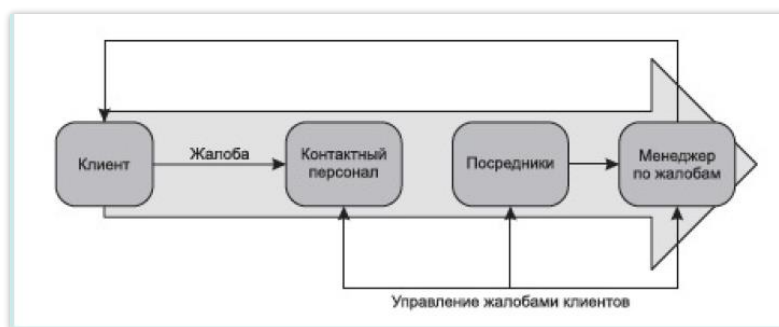 Жалоба
Клиент
Контактный
персонал
Посредники
Менеджер
по жалобам
Управление жалобами клиентов